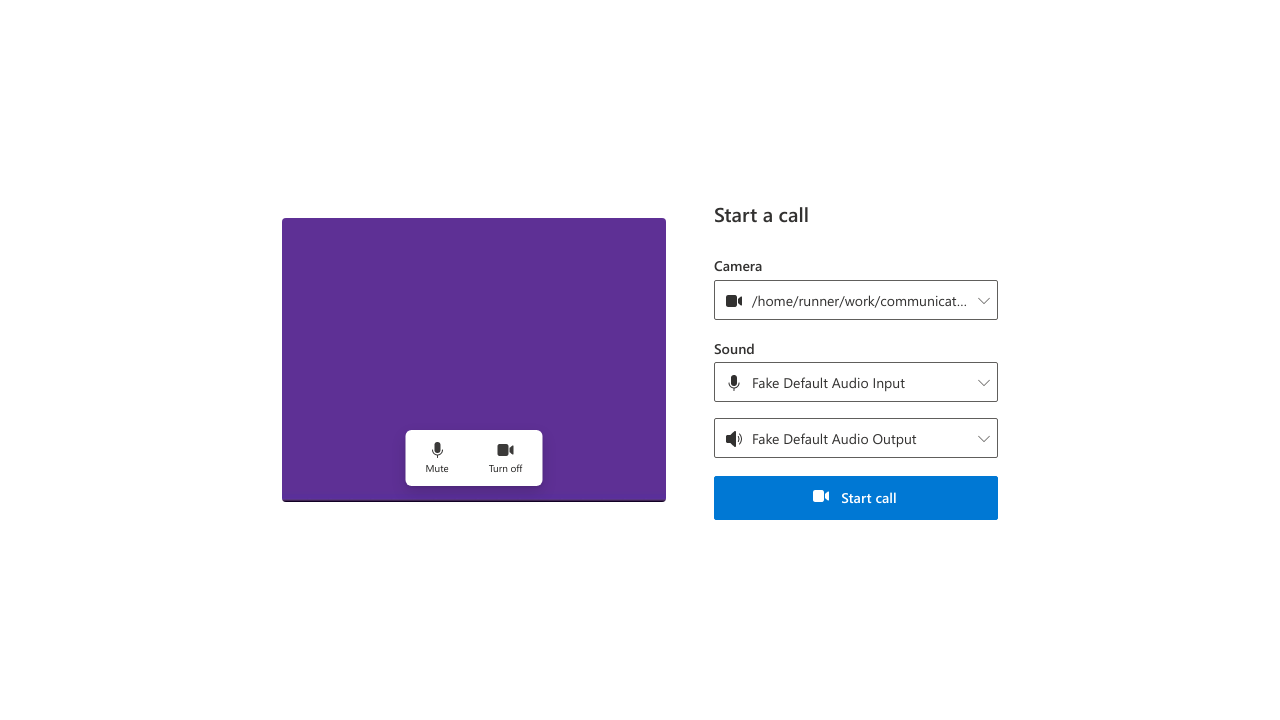 Start a call
Camera
/home/runner/work/communicat...
Sound
Fake Default Audio Input
Fake Default Audio Output
Mute
Turn off
Start call